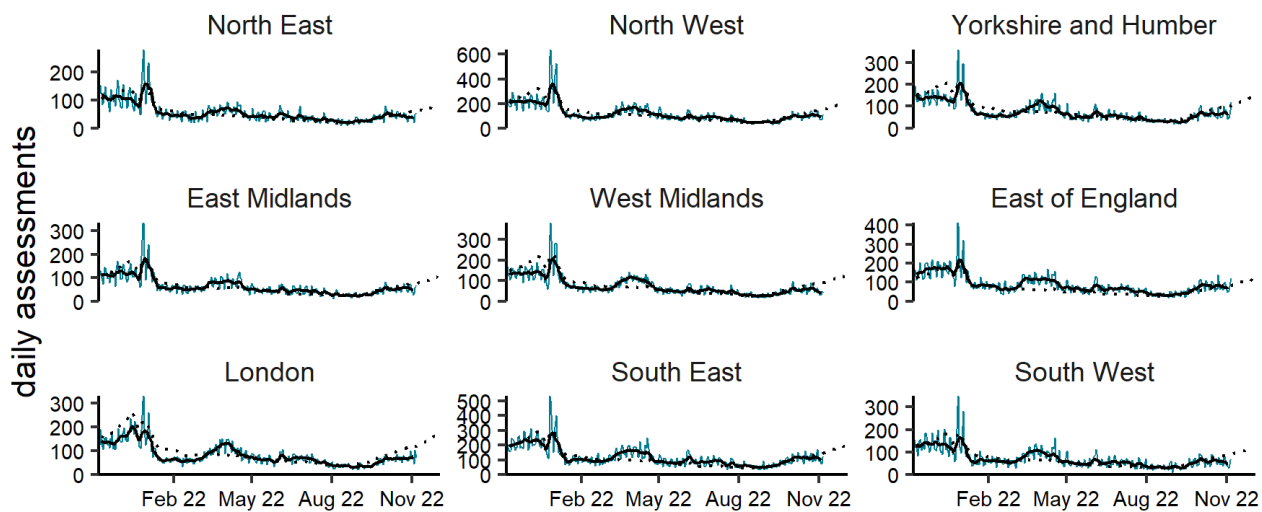 daily assessments
North East
200
100
0
North West
600
400
200
0
Yorkshire and Humber
300
200
100
0
East Midlands
300
200
100
0
West Midlands
300
200
100
0
East of England
400
300
200
100
0
London
300
200
100
0
Feb 22 May 22 Aug 22 Nov 22
South East
500
400
300
200
100
0
Feb 22 May 22 Aug 22 Nov 22
South West
300
200
100
0
Feb 22 May 22 Aug 22 Nov 22